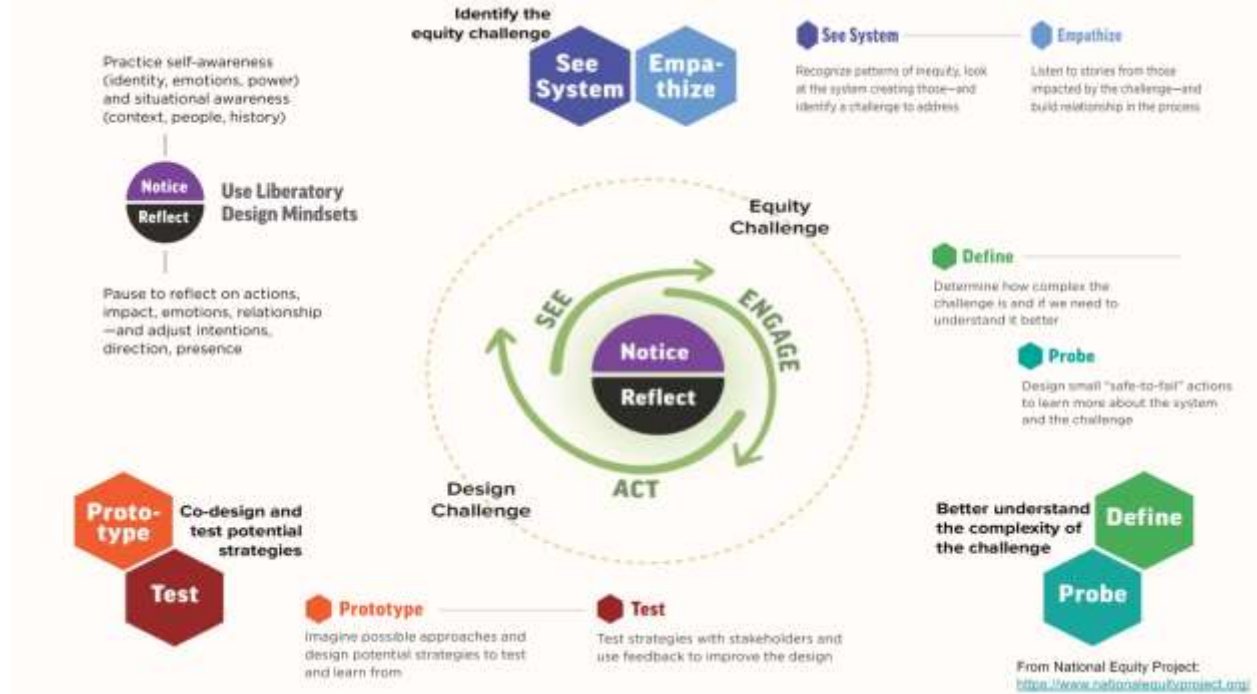 Identify the
equity challenge
See
System
Empa-
thize
See System
Recognize patterns of inequity, look
at the system creating those—and
identify a challenge to address
Empathize
Listen to stories from those
impacted by the challenge—and
build relationship in the process
Practice self-awareness
(identity, emotions, power)
and situational awareness
(context, people, history)
Notice
Reflect
Use Liberatory
Design Mindsets
Pause to reflect on actions,
impact, emotions, relationship
—and adjust intentions,
direction, presence
Equity
Challenge
SEE
ENGAGE
ACT
Notice
Reflect
Design
Challenge
Define
Determine how complex the
challenge is and if we need to
understand it better
Probe
Design small "safe-to-fail" actions
to learn more about the system
and the challenge
Proto-
type
Test
Co-design and
test potential
strategies
Prototype
Imagine possible approaches and
design potential strategies to test
and learn from
Test
Test strategies with stakeholders and
use feedback to improve the design
Better understand
the complexity of
the challenge
Define
Probe
From National Equity Project:
https://www.nationalequityproject.org/